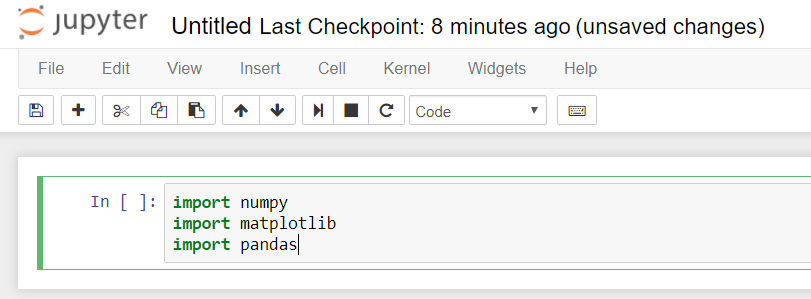 jupyter Untitled Last Checkpoint: 8 minutes ago (unsaved changes)
File Edit View Insert Cell Kernel Widgets Help
Code
In [ ]: import numpy
import matplotlib
import pandas